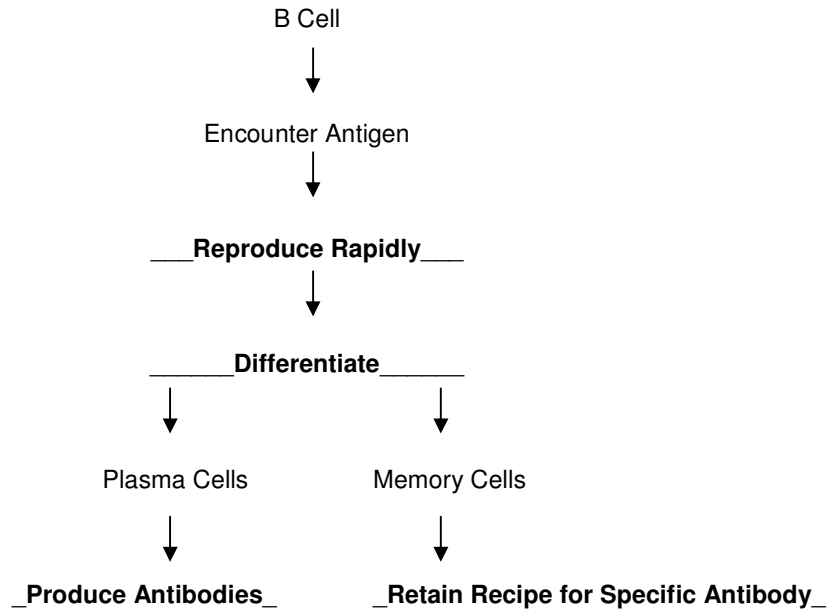 B Cell
Encounter Antigen
___Reproduce Rapidly___
______Differentiate______
Plasma Cells Memory Cells
_Produce Antibodies_ _Retain Recipe for Specific Antibody_